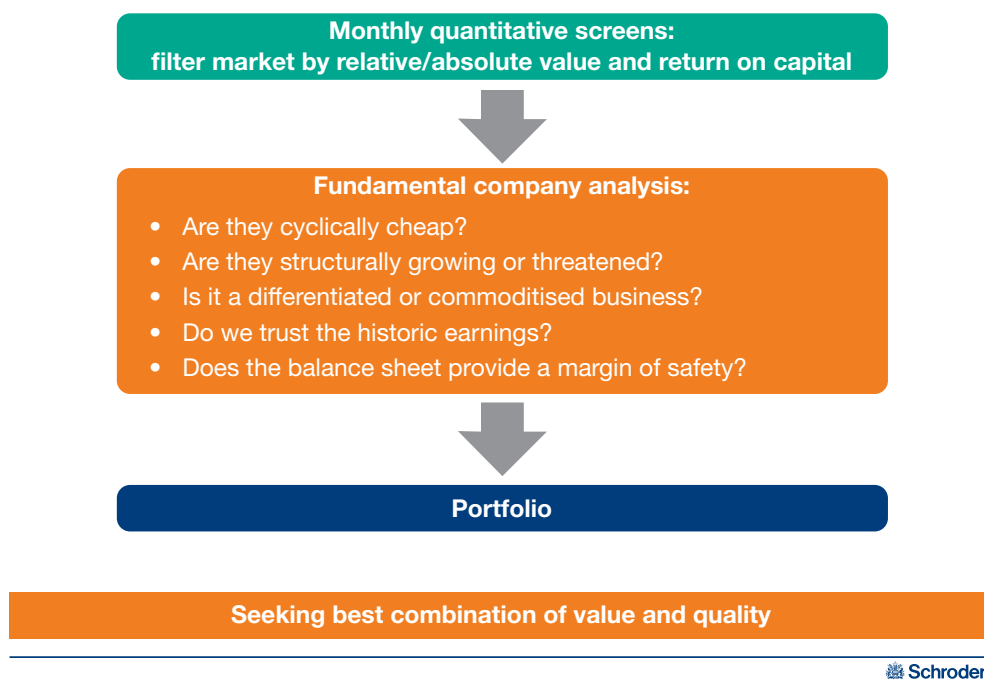 Monthly quantitative screens:
filter market by relative/absolute value and return on capital
Fundamental company analysis:
• Are they cyclically cheap?
• Are they structurally growing or threatened?
• Is it a differentiated or commoditised business?
• Do we trust the historic earnings?
• Does the balance sheet provide a margin of safety?
Portfolio
Seeking best combination of value and quality
Schroder